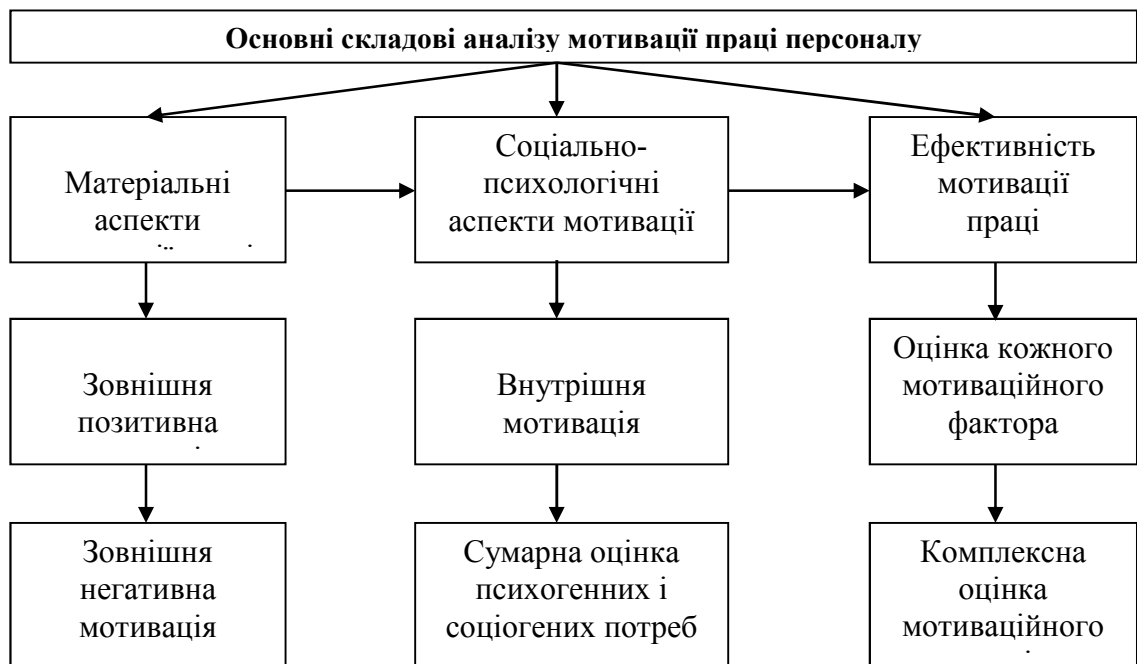 Основні складові аналізу мотивації праці персоналу
Матеріальні
аспекти
Соціально-
психологічні
аспекти мотивації
Ефективність
мотивації
праці
Зовнішня
позитивна
Внутрішня
мотивація
Оцінка кожного
мотиваційного
фактора
Зовнішня
негативна
мотивація
Сумарна оцінка
психогенних і
соціогених потреб
Комплексна
оцінка
мотиваційного